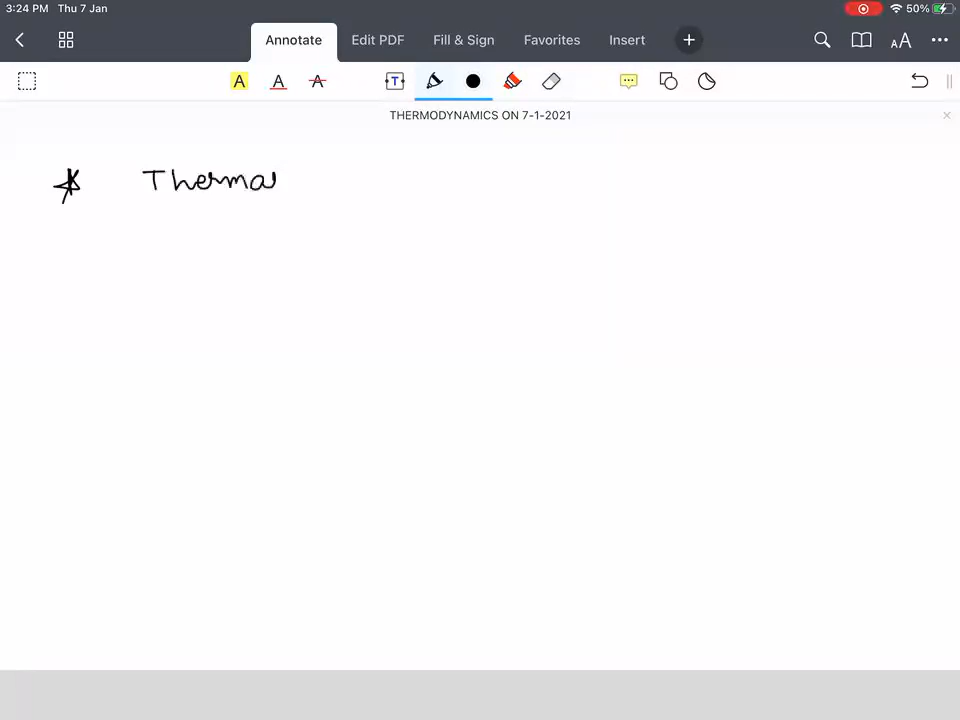 3:24 PM Thu 7 Jan 50%
Annotate Edit PDF Fill & Sign Favorites Insert
THERMODYNAMICS ON 7-1-2021
Thermal